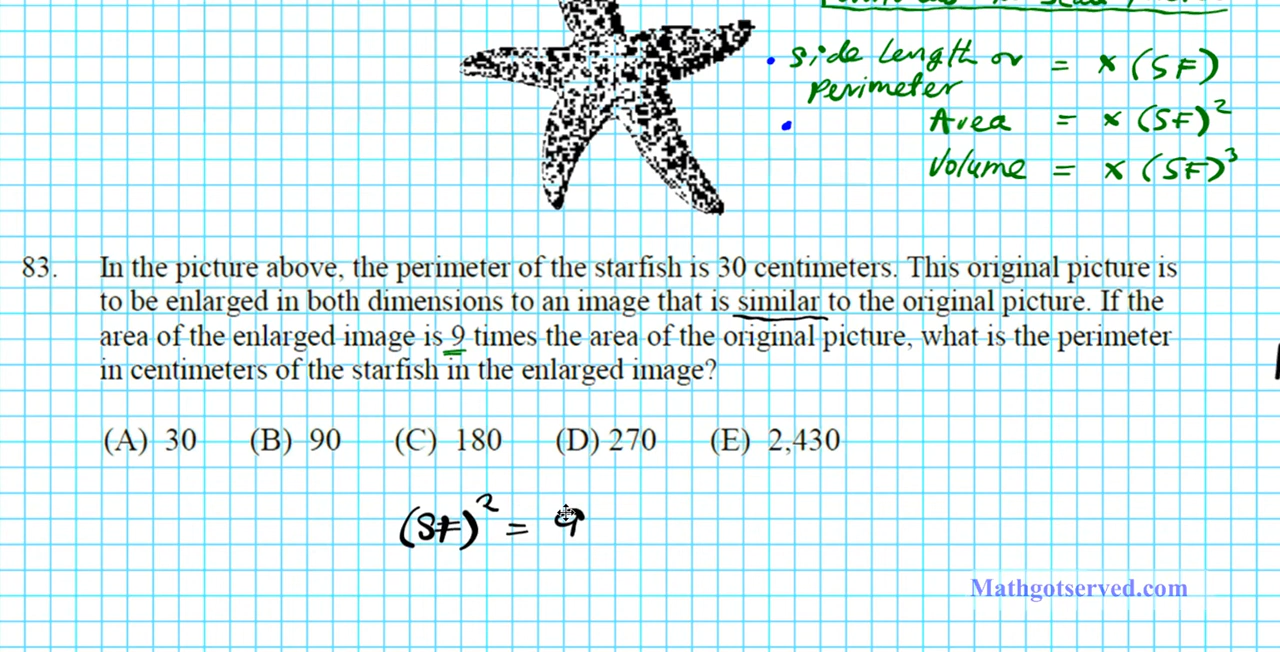 • Side length or = × (SF)
perimeter
• Area = × (SF)²
Volume = × (SF)³
83. In the picture above, the perimeter of the starfish is 30 centimeters. This original picture is
to be enlarged in both dimensions to an image that is similar to the original picture. If the
area of the enlarged image is 9 times the area of the original picture, what is the perimeter
in centimeters of the starfish in the enlarged image?
(A) 30 (B) 90 (C) 180 (D) 270 (E) 2,430
(SF)² = 9
Mathgotserved.com